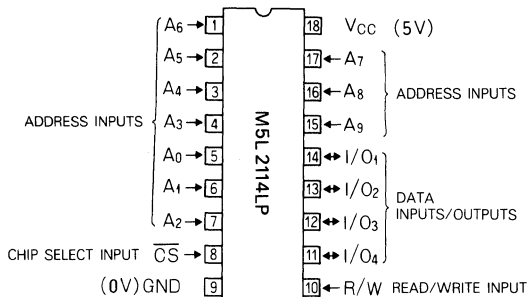 A6 1 18 VCC (5V)
A5 2 17 A7
A4 3 16 A8 ADDRESS INPUTS
ADDRESS INPUTS A3 4 15 A9
A0 5 14 I/O1
A1 6 13 I/O2
A2 7 12 I/O3
DATA
INPUTS/OUTPUTS
CHIP SELECT INPUT CS 8 11 I/O4
(0V) GND 9 10 R/W READ/WRITE INPUT
M5L2114LP